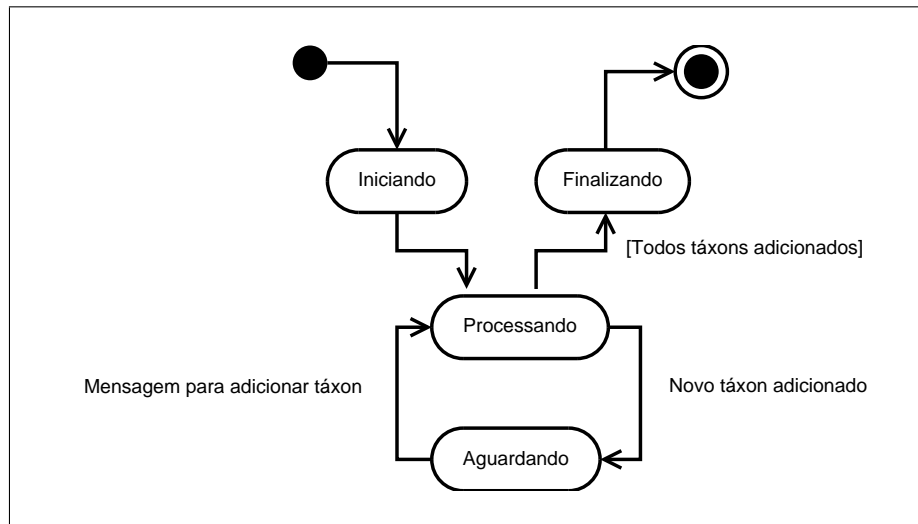 Iniciando
Finalizando
[Todos táxons adicionados]
Processando
Mensagem para adicionar táxon
Novo táxon adicionado
Aguardando